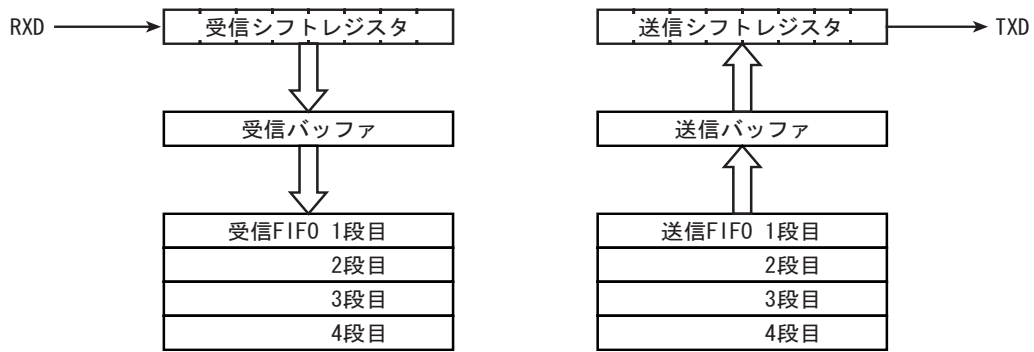 RXD
受信シフトレジスタ
受信バッファ
受信FIFO 1段目
2段目
3段目
4段目
送信シフトレジスタ
TXD
送信バッファ
送信FIFO 1段目
2段目
3段目
4段目